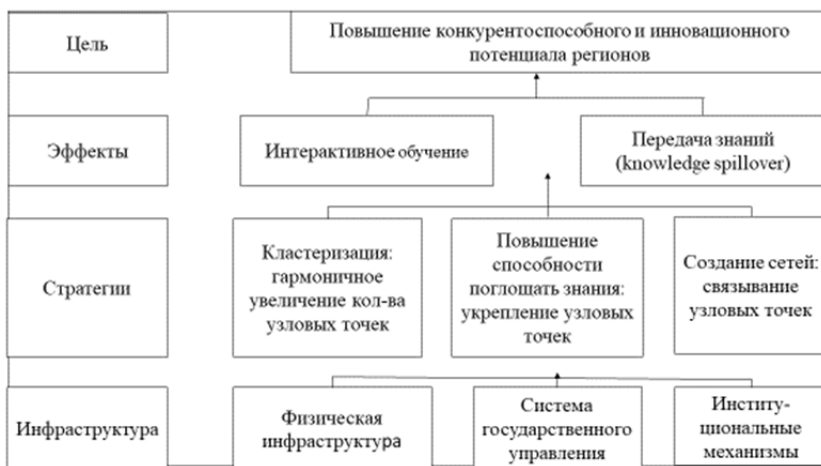 Цель
Повышение конкурентоспособного и инновационного
потенциала регионов
Эффекты
Интерактивное обучение
Передача знаний
(knowledge spillover)
Стратегии
Кластеризация:
гармоничное
увеличение кол-ва
узловых точек
Повышение
способности
поглощать знания:
укрепление узловых
точек
Создание сетей:
связывание
узловых точек
Инфраструктура
Физическая
инфраструктура
Система
государственного
управления
Институ-
циональные
механизмы